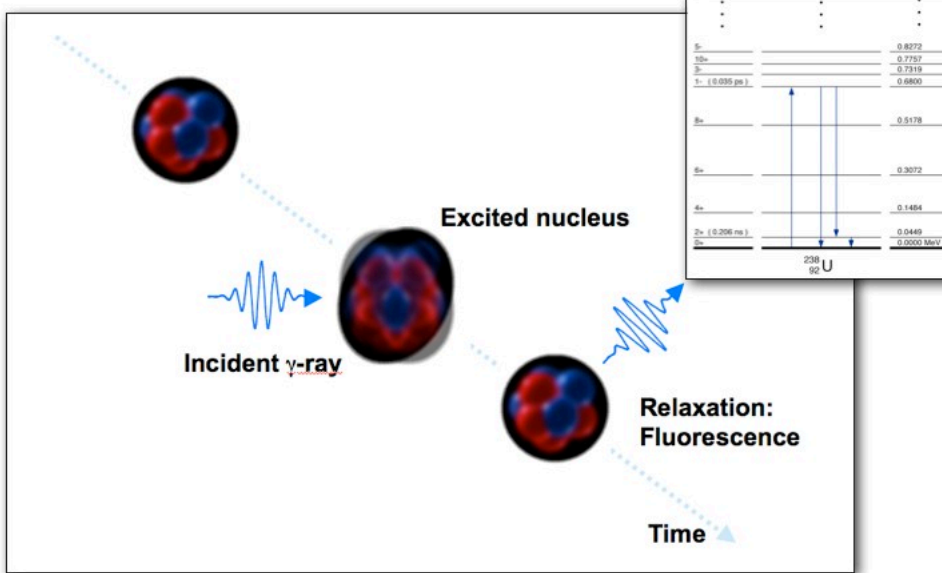 5- 0.8272
10+ 0.7757
3- 0.7319
1- ( 0.035 ps ) 0.6800
8+ 0.5178
6+ 0.3072
4+ 0.1484
2+ ( 0.206 ns ) 0.0449
0+ 0.0000 MeV
238
92 U
Excited nucleus
Incident γ-ray
Relaxation:
Fluorescence
Time